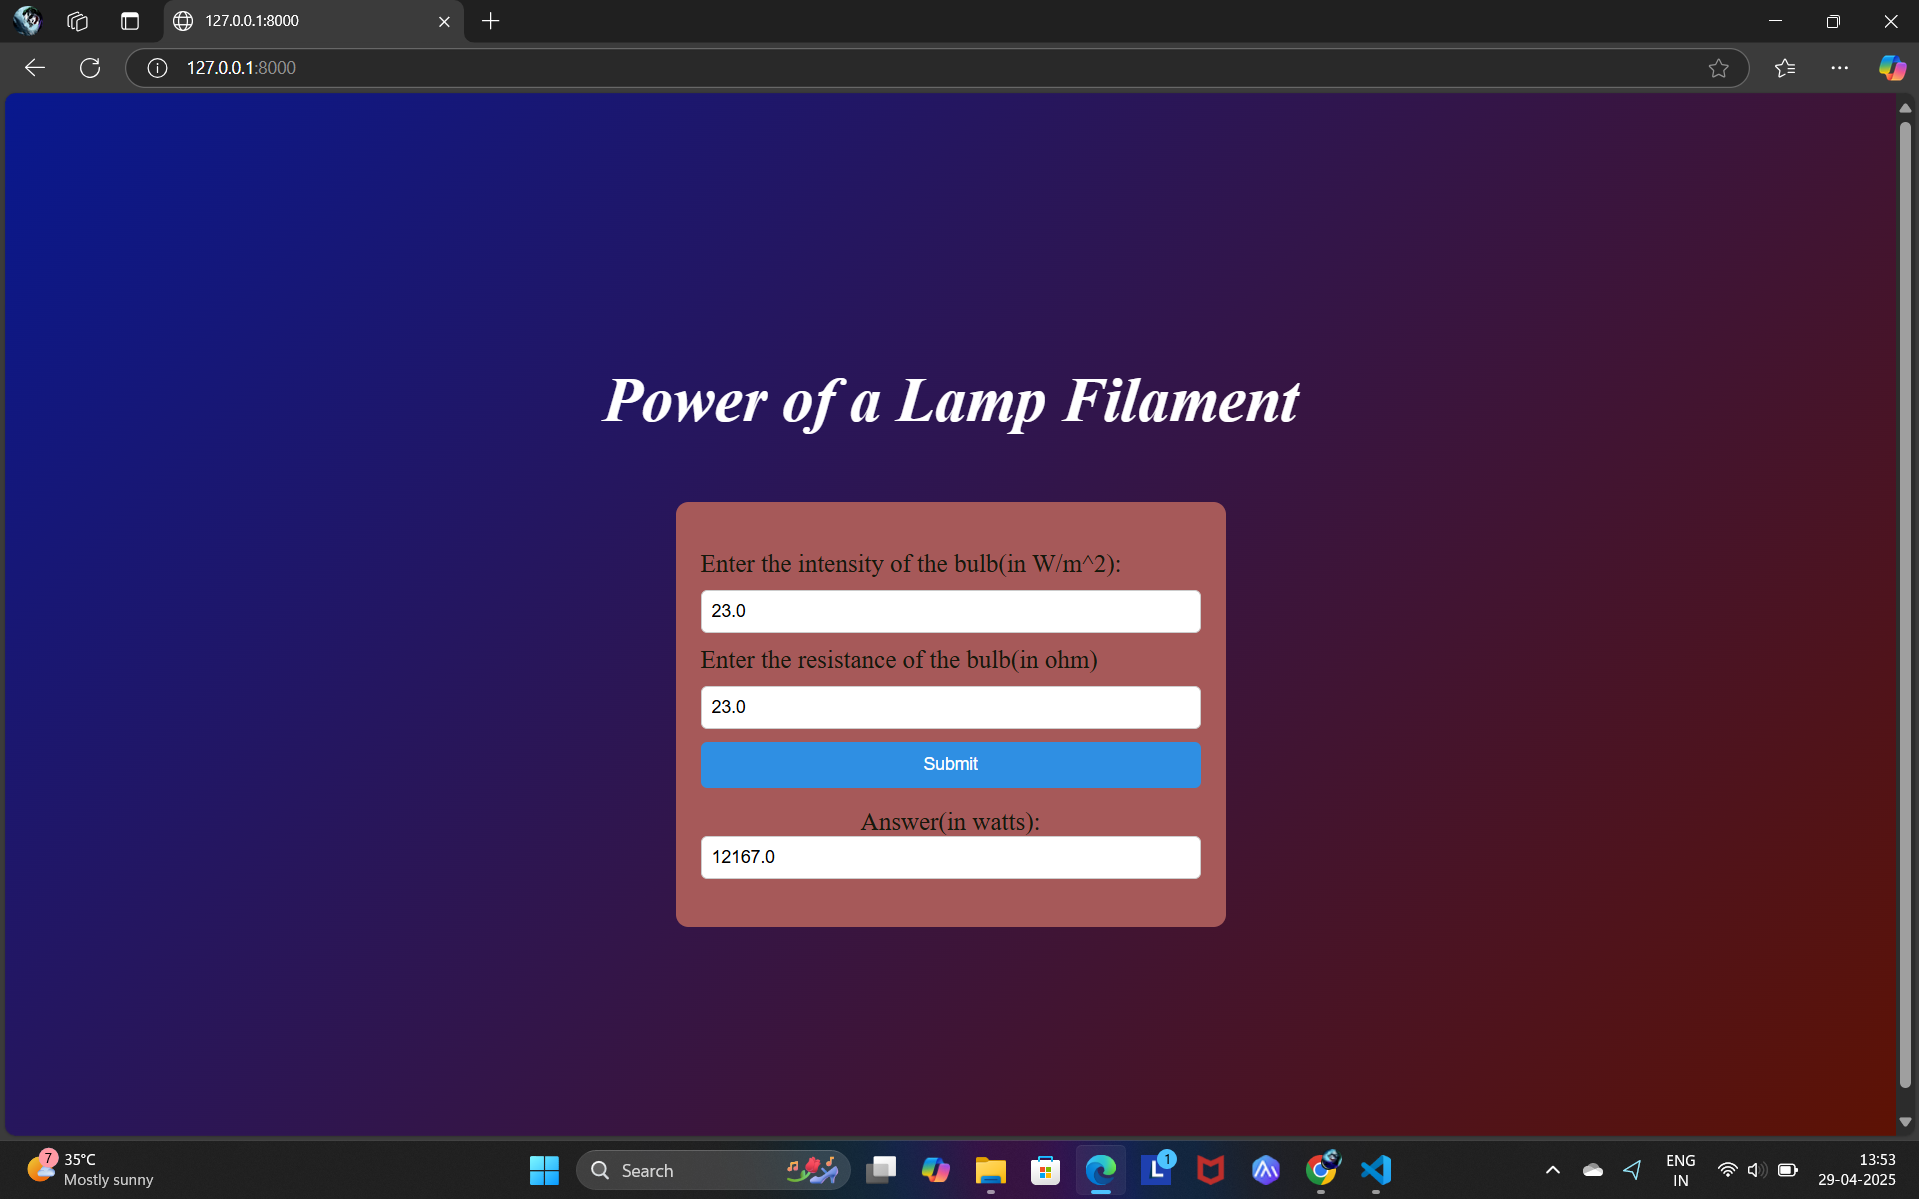 127.0.0.1:8000
127.0.0.1:8000
Power of a Lamp Filament
Enter the intensity of the bulb(in W/m^2):
23.0
Enter the resistance of the bulb(in ohm)
23.0
Submit
Answer(in watts):
12167.0
7
35°C
Mostly sunny
Search
L
1
ENG
IN
13:53
29-04-2025